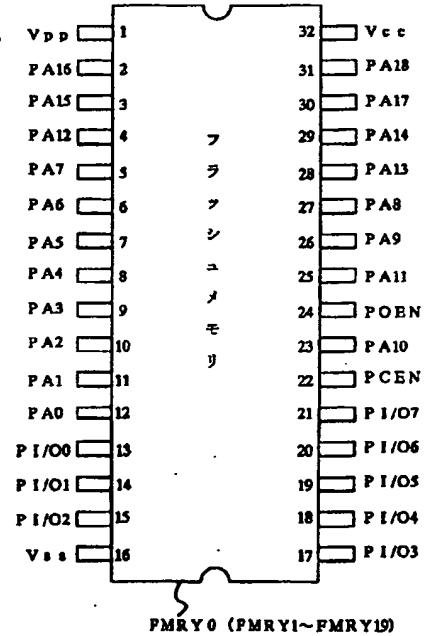 Vpp 1 32 Vcc
PA16 2 31 PA18
PA15 3 30 PA17
PA12 4 29 PA14
PA7 5 28 PA13
PA6 6 27 PA8
PA5 7 26 PA9
PA4 8 25 PA11
PA3 9 24 POEN
PA2 10 23 PA10
PA1 11 22 PCEN
PA0 12 21 PI/O7
PI/O0 13 20 PI/O6
PI/O1 14 19 PI/O5
PI/O2 15 18 PI/O4
Vss 16 17 PI/O3
フラッシュメモリ
FMRY0 (FMRY1~FMRY19)